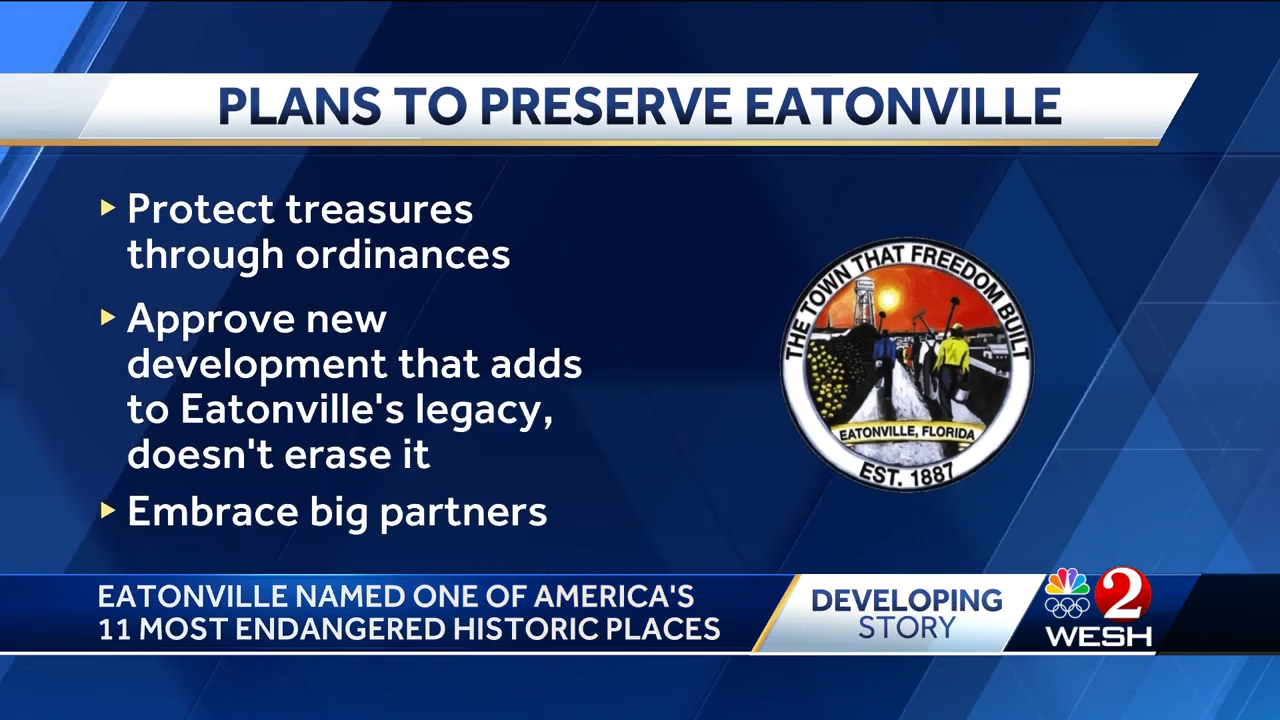 PLANS TO PRESERVE EATONVILLE
Protect treasures
through ordinances
Approve new
development that adds
to Eatonville's legacy,
doesn't erase it
Embrace big partners
THE TOWN THAT FREEDOM BUILT
EATONVILLE, FLORIDA
EST. 1887
EATONVILLE NAMED ONE OF AMERICA'S
11 MOST ENDANGERED HISTORIC PLACES
DEVELOPING
STORY
2
WESH